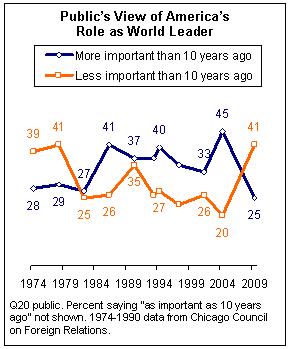 Public's View of America's
Role as World Leader
More important than 10 years ago
Less important than 10 years ago
39 41 41 37 40 45 41
28 29 27 25 26 35 27 33 26 20 25
1974 1979 1984 1989 1994 1999 2004 2009
Q20 public. Percent saying "as important as 10 years
ago" not shown. 1974-1990 data from Chicago Council
on Foreign Relations.